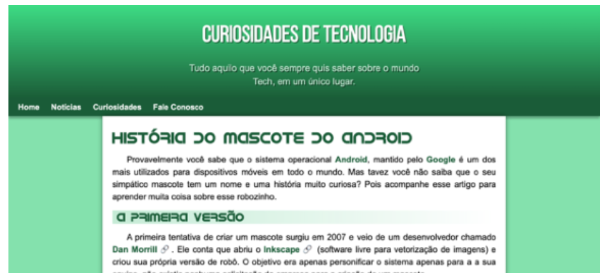 CURIOSIDADES DE TECNOLOGIA
Tudo aquilo que você sempre quis saber sobre o mundo
Tech, em um único lugar.
Home Notícias Curiosidades Fale Conosco
HISTÓRIA DO MASCOTE DO ANDROID
Provavelmente você sabe que o sistema operacional Android, mantido pelo Google é um dos
mais utilizados para dispositivos móveis em todo o mundo. Mas tavez você não saiba que o seu
simpático mascote tem um nome e uma história muito curiosa? Pois acompanhe esse artigo para
aprender muita coisa sobre esse robozinho.
A PRIMEIRA VERSÃO
A primeira tentativa de criar um mascote surgiu em 2007 e veio de um desenvolvedor chamado
Dan Morrill. Ele conta que abriu o Inkscape (software livre para vetorização de imagens) e
criou sua própria versão de robô. O objetivo era apenas personificar o sistema apenas para a a sua